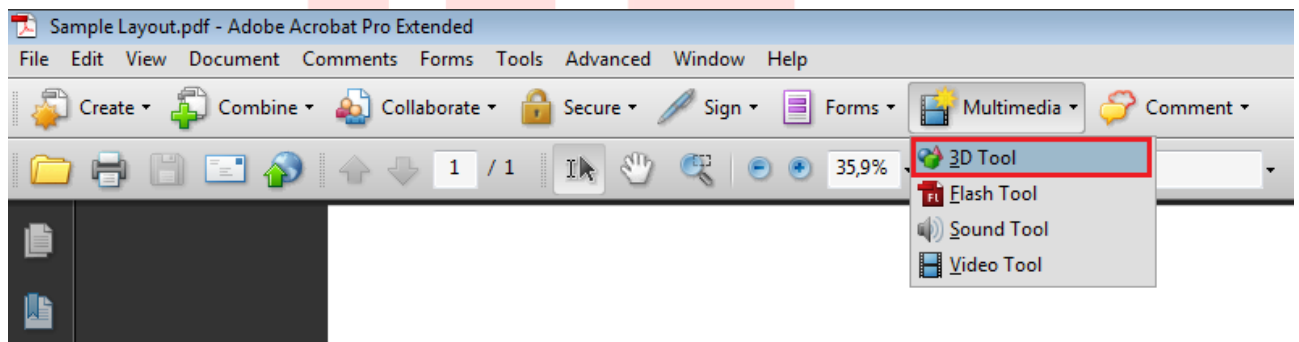 Sample Layout.pdf - Adobe Acrobat Pro Extended
File Edit View Document Comments Forms Tools Advanced Window Help
Create Combine Collaborate Secure Sign Forms Multimedia Comment
1 / 1 35,9%
3D Tool
FL Flash Tool
Sound Tool
Video Tool